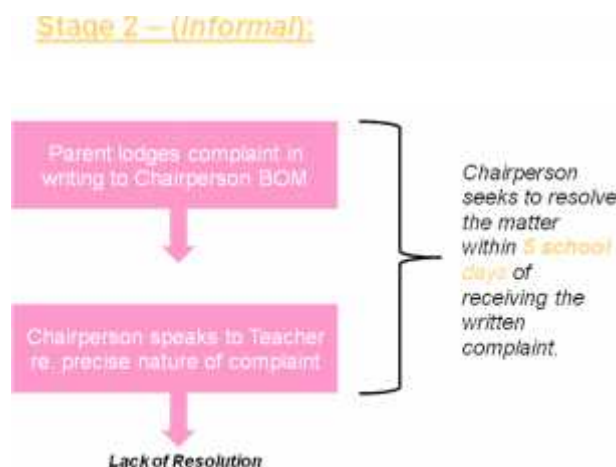 Stage 2 – (Informal):
Parent lodges complaint in
writing to Chairperson BOM
Chairperson speaks to Teacher
re. precise nature of complaint
Lack of Resolution
Chairperson
seeks to resolve
the matter
within 5 school
days of
receiving the
written
complaint.